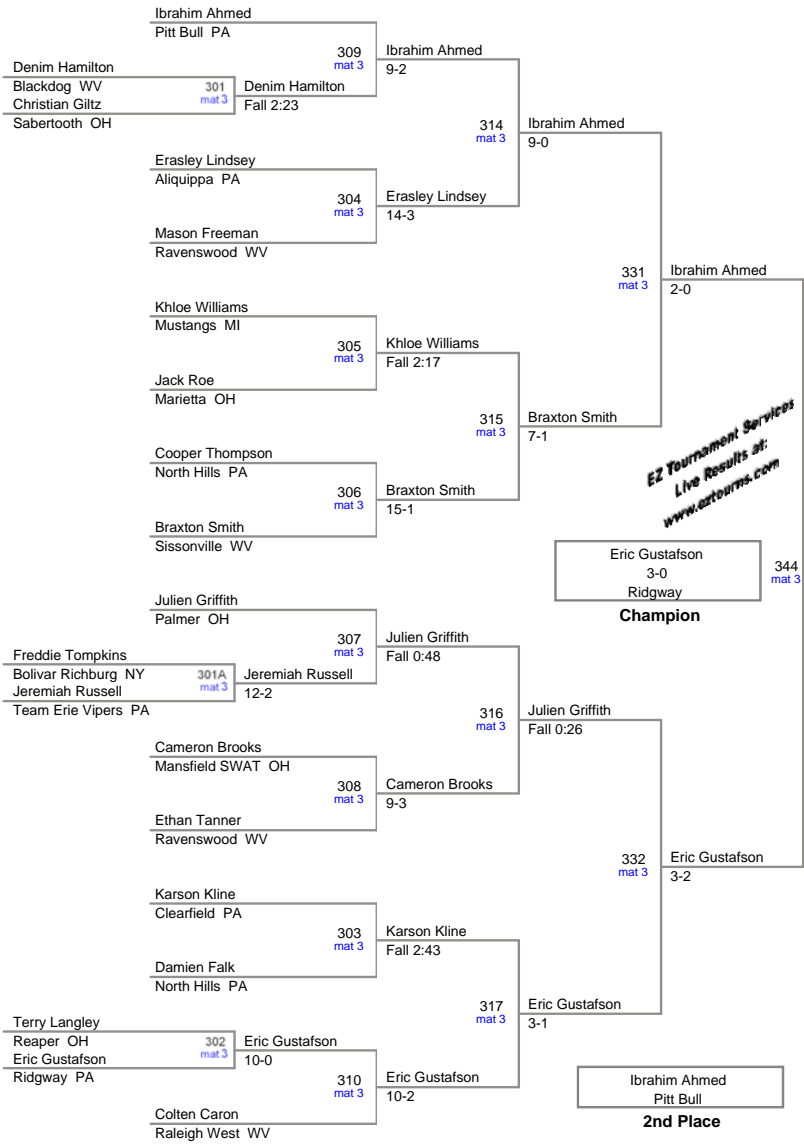 Ibrahim Ahmed
Pitt Bull PA
309
mat 3
Ibrahim Ahmed
9-2
Denim Hamilton
Blackdog WV
301
mat 3
Denim Hamilton
Fall 2:23
Christian Giltz
Sabertooth OH
314
mat 3
Ibrahim Ahmed
9-0
Erasley Lindsey
Aliquippa PA
304
mat 3
Erasley Lindsey
14-3
Mason Freeman
Ravenswood WV
331
mat 3
Ibrahim Ahmed
2-0
Khloe Williams
Mustangs MI
305
mat 3
Khloe Williams
Fall 2:17
Jack Roe
Marietta OH
315
mat 3
Braxton Smith
7-1
Cooper Thompson
North Hills PA
306
mat 3
Braxton Smith
15-1
Braxton Smith
Sissonville WV
EZ Tournament Services
Live Results at:
www.eztourns.com
Eric Gustafson
3-0
Ridgway
Champion
344
mat 3
Julien Griffith
Palmer OH
307
mat 3
Julien Griffith
Fall 0:48
Freddie Tompkins
Bolivar Richburg NY
301A
mat 3
Jeremiah Russell
12-2
Jeremiah Russell
Team Erie Vipers PA
316
mat 3
Julien Griffith
Fall 0:26
Cameron Brooks
Mansfield SWAT OH
308
mat 3
Cameron Brooks
9-3
Ethan Tanner
Ravenswood WV
332
mat 3
Eric Gustafson
3-2
Karson Kline
Clearfield PA
303
mat 3
Karson Kline
Fall 2:43
Damien Falk
North Hills PA
317
mat 3
Eric Gustafson
3-1
Terry Langley
Reaper OH
302
mat 3
Eric Gustafson
10-0
Eric Gustafson
Ridgway PA
310
mat 3
Eric Gustafson
10-2
Colten Caron
Raleigh West WV
Ibrahim Ahmed
Pitt Bull
2nd Place